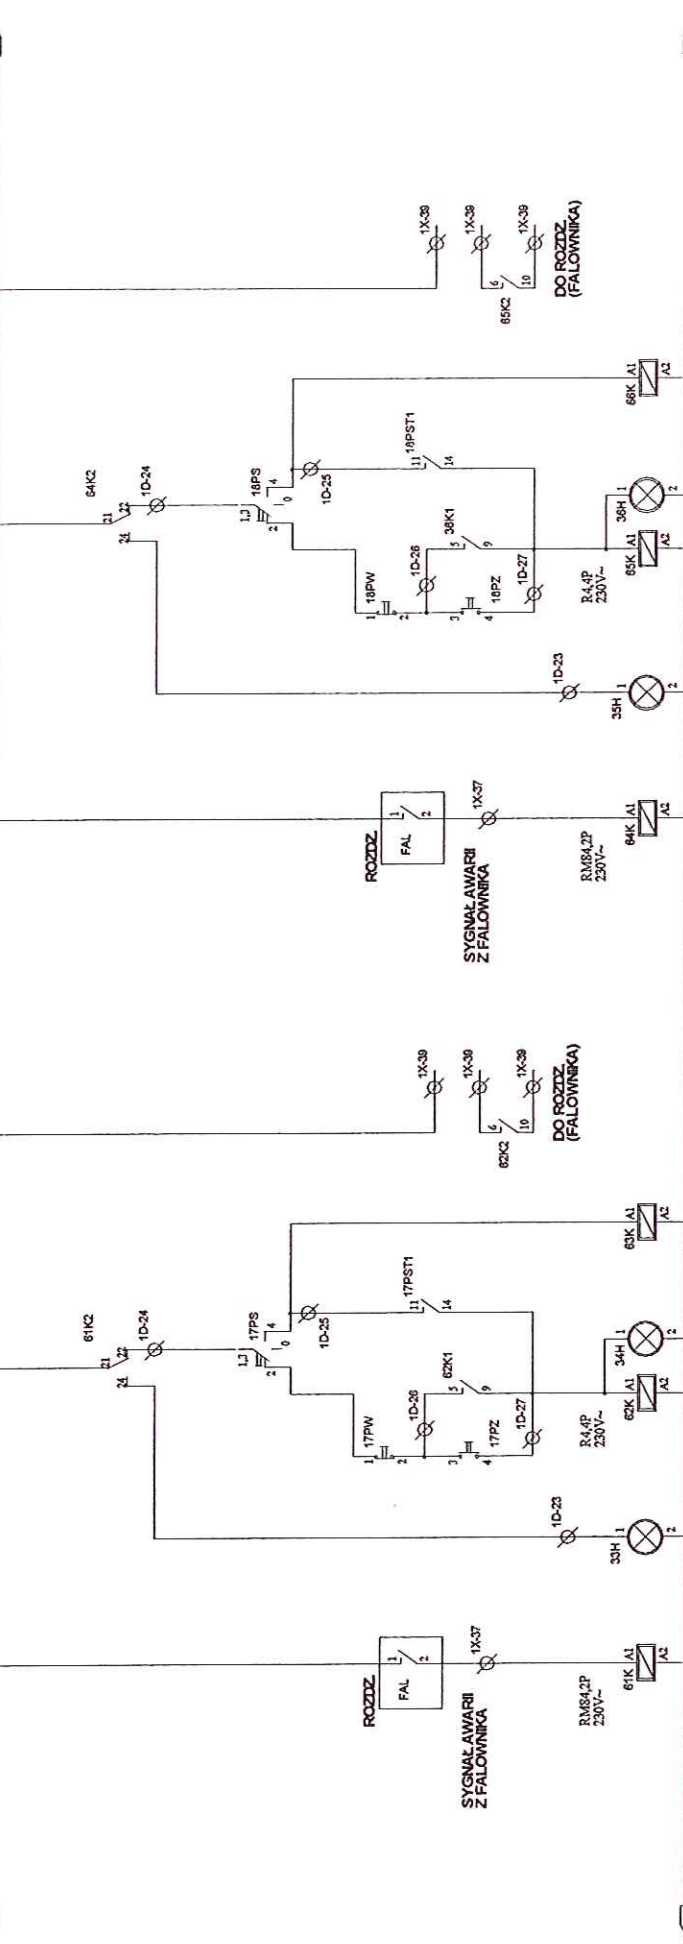 61K2
21
22
24
1D-24
17PS
1,3
2
0
4
1D-25
17PW
1
2
1D-26
62K1
5
9
17PST1
11
14
3
4
17PZ
1D-27
1D-23
33H
1
2
R4,4P
230V~
62K
A1
A2
34H
1
2
63K
A1
A2
ROZDZ.
FAL
1
2
1X-37
SYGNAŁ AWARII
Z FALOWNIKA
RM84,2P
230V~
61K
A1
A2
1X-39
1X-39
1X-39
6
10
62K2
DO ROZDZ.
(FALOWNIKA)
64K2
21
22
24
1D-24
18PS
1,3
2
0
4
1D-25
18PW
1
2
1D-26
38K1
5
9
18PST1
11
14
3
4
18PZ
1D-27
1D-23
35H
1
2
R4,4P
230V~
65K
A1
A2
36H
1
2
66K
A1
A2
ROZDZ.
FAL
1
2
1X-37
SYGNAŁ AWARII
Z FALOWNIKA
RM84,2P
230V~
64K
A1
A2
1X-39
1X-39
1X-39
6
10
65K2
DO ROZDZ.
(FALOWNIKA)